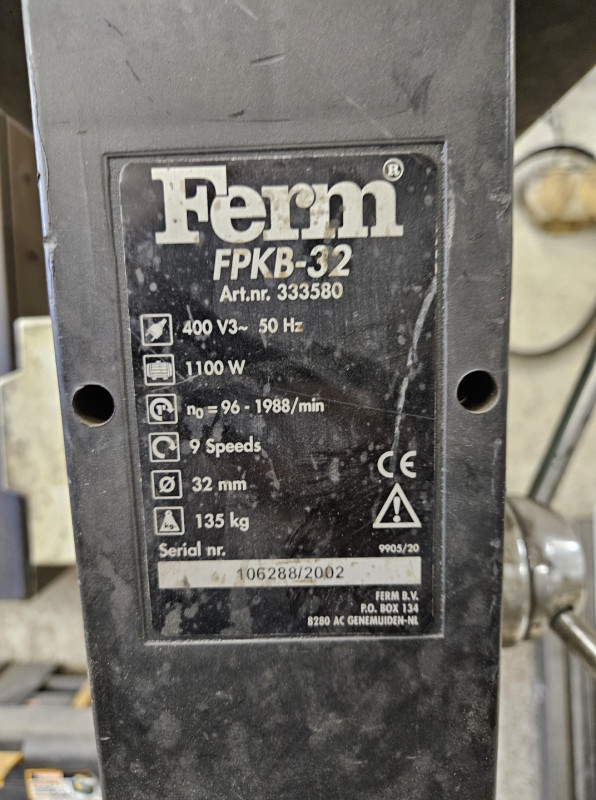 Ferm®
FPKB-32
Art.nr. 333580
400 V3~ 50 Hz
1100 W
n₀ = 96 - 1988/min
9 Speeds
32 mm
kg 135 kg
CE
Serial nr.
9905/20
106288/2002
FERM B.V.
P.O. BOX 134
8280 AC GENEMUIDEN-NL